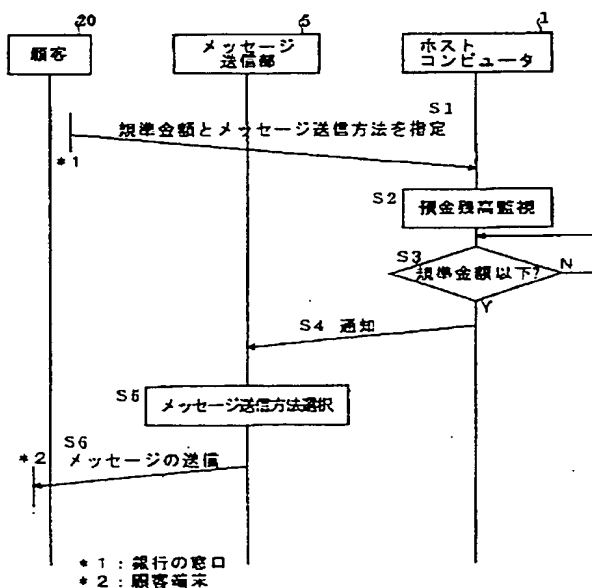 20
顧客
5
メッセージ
送信部
1
ホスト
コンピュータ
S1
規準金額とメッセージ送信方法を指定
*1
S2
預金残高監視
S3
規準金額以下?
N
Y
S4 通知
S5
メッセージ送信方法選択
S6
*2 メッセージの送信
*1:銀行の窓口
*2:顧客端末